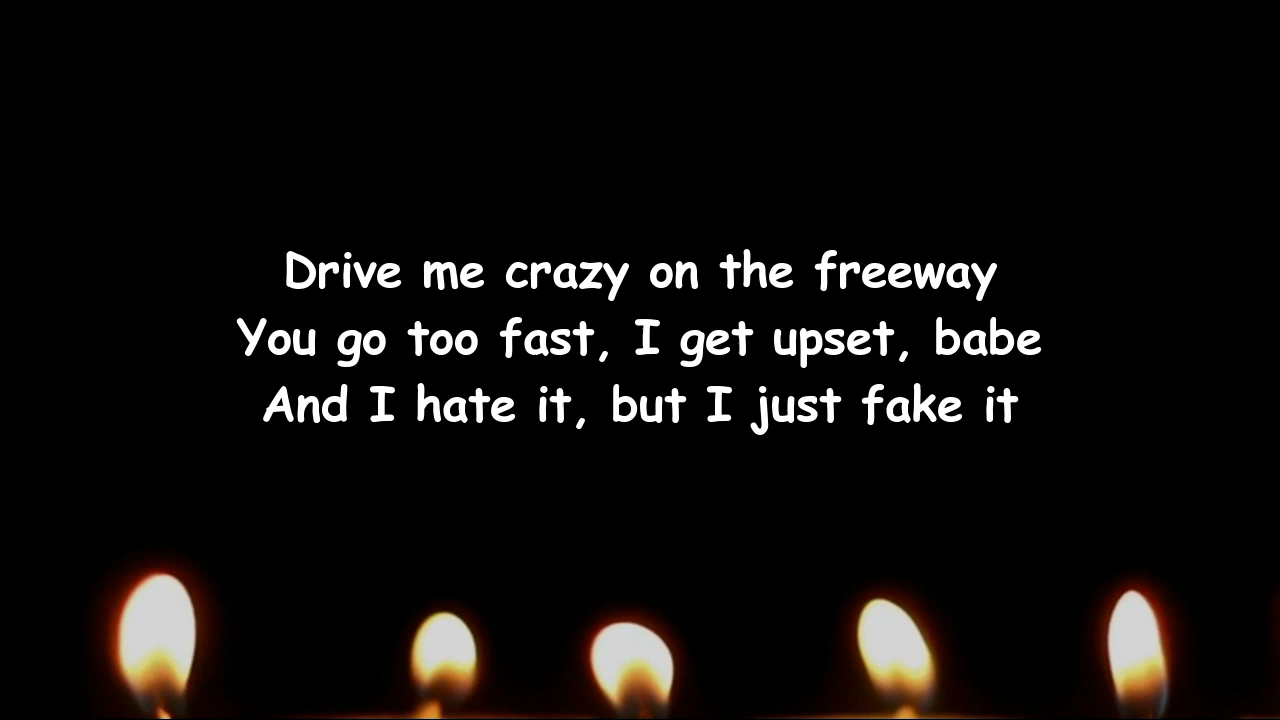 Drive me crazy on the freeway
You go too fast, I get upset, babe
And I hate it, but I just fake it